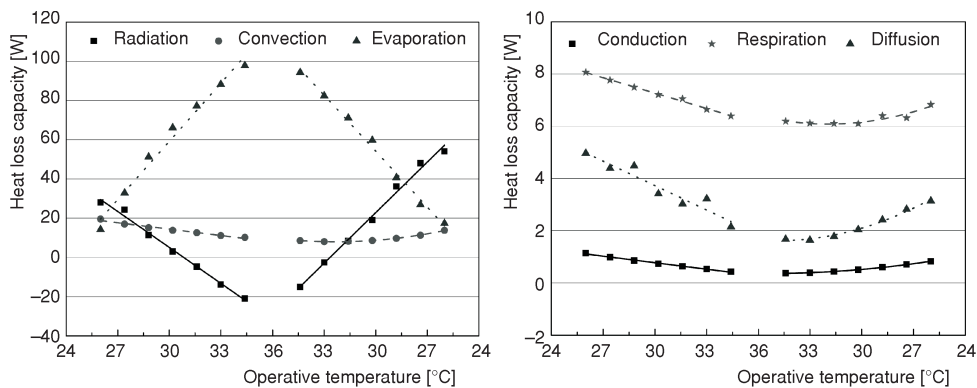 120
100
80
60
40
20
0
–20
–40
Heat loss capacity [W]
Radiation Convection Evaporation
24 27 30 33 36 33 30 27 24
Operative temperature [°C]
10
8
6
4
2
0
–2
Heat loss capacity [W]
Conduction Respiration Diffusion
24 27 30 33 36 33 30 27 24
Operative temperature [°C]